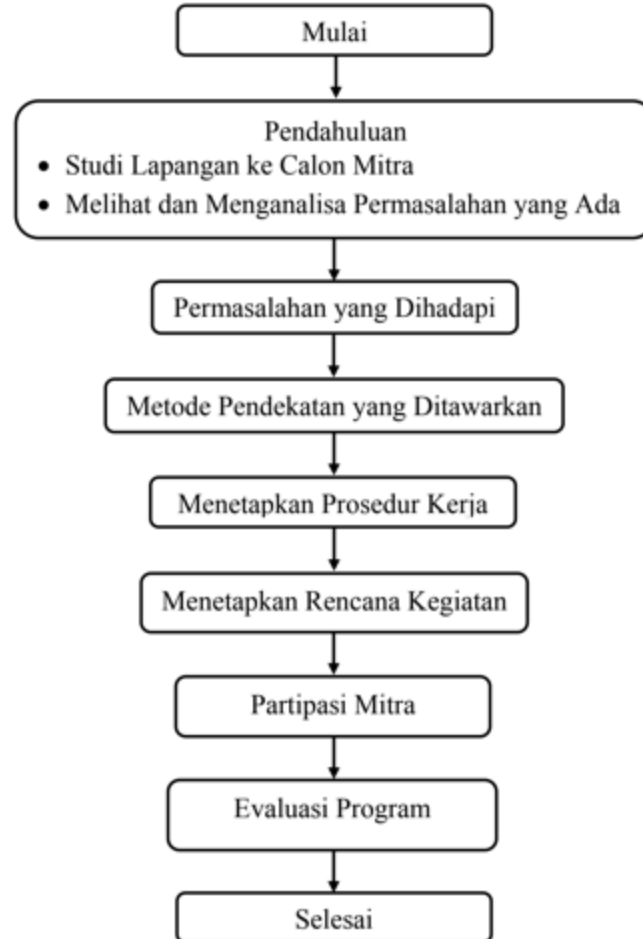 Mulai
Pendahuluan
• Studi Lapangan ke Calon Mitra
• Melihat dan Menganalisa Permasalahan yang Ada
Permasalahan yang Dihadapi
Metode Pendekatan yang Ditawarkan
Menetapkan Prosedur Kerja
Menetapkan Rencana Kegiatan
Partipasi Mitra
Evaluasi Program
Selesai